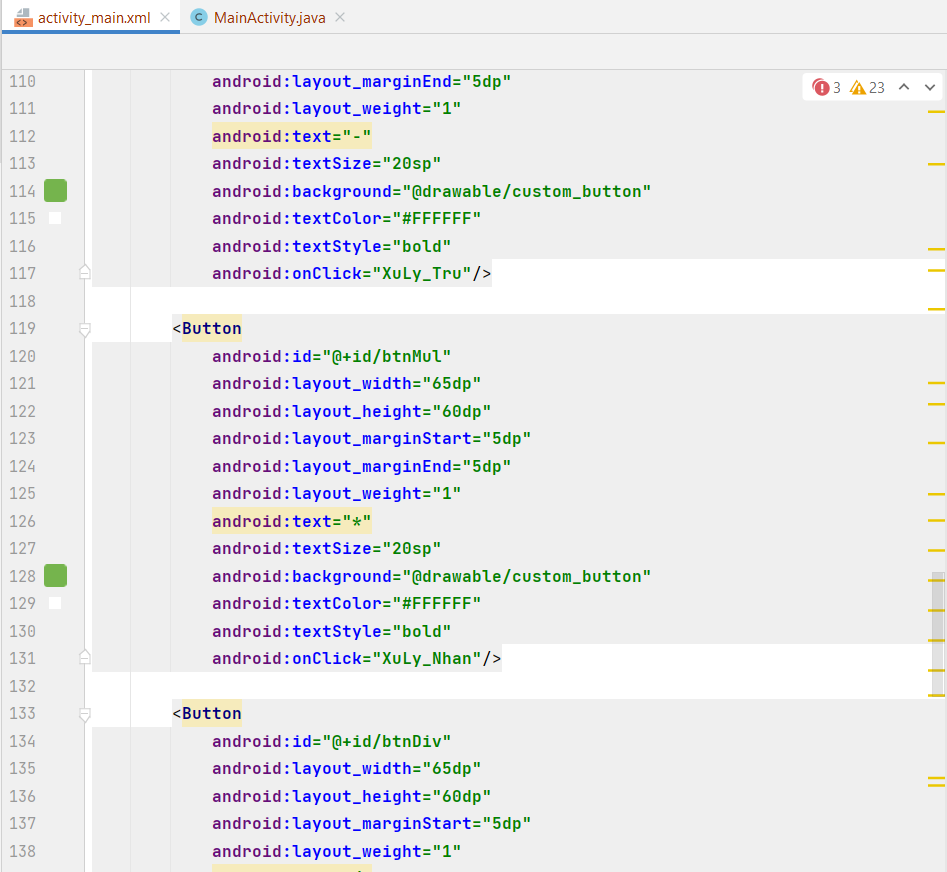 activity_main.xml MainActivity.java
3 23
110 android:layout_marginEnd="5dp"
111 android:layout_weight="1"
112 android:text="-"
113 android:textSize="20sp"
114 android:background="@drawable/custom_button"
115 android:textColor="#FFFFFF"
116 android:textStyle="bold"
117 android:onClick="XuLy_Tru"/>
118
119 <Button
120 android:id="@+id/btnMul"
121 android:layout_width="65dp"
122 android:layout_height="60dp"
123 android:layout_marginStart="5dp"
124 android:layout_marginEnd="5dp"
125 android:layout_weight="1"
126 android:text="*"
127 android:textSize="20sp"
128 android:background="@drawable/custom_button"
129 android:textColor="#FFFFFF"
130 android:textStyle="bold"
131 android:onClick="XuLy_Nhan"/>
132
133 <Button
134 android:id="@+id/btnDiv"
135 android:layout_width="65dp"
136 android:layout_height="60dp"
137 android:layout_marginStart="5dp"
138 android:layout_weight="1"